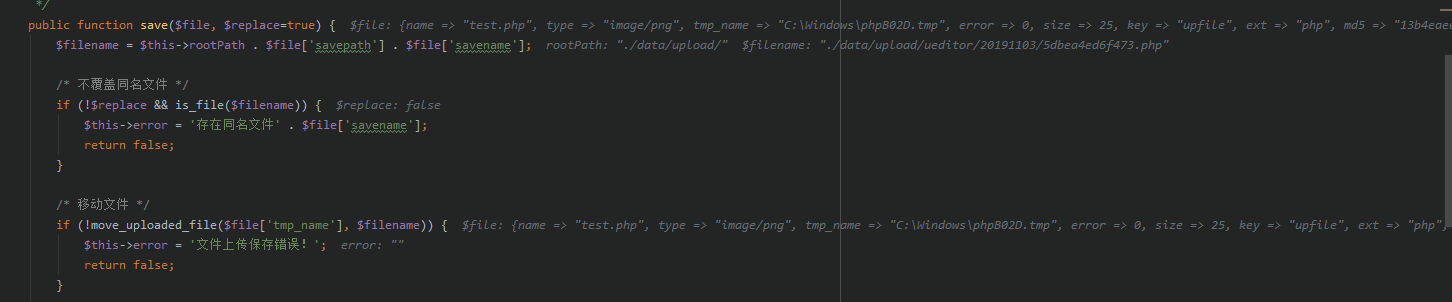 */
public function save($file, $replace=true) { $file: {name => "test.php", type => "image/png", tmp_name => "C:\Windows\phpB02D.tmp", error => 0, size => 25, key => "upfile", ext => "php", md5 => "13b4eaee
$filename = $this->rootPath . $file['savepath'] . $file['savename']; rootPath: "./data/upload/" $filename: "./data/upload/ueditor/20191103/5dbea4ed6f473.php"
/* 不覆盖同名文件 */
if (!$replace && is_file($filename)) { $replace: false
$this->error = '存在同名文件' . $file['savename'];
return false;
}
/* 移动文件 */
if (!move_uploaded_file($file['tmp_name'], $filename)) { $file: {name => "test.php", type => "image/png", tmp_name => "C:\Windows\phpB02D.tmp", error => 0, size => 25, key => "upfile", ext => "php",
$this->error = '文件上传保存错误！'; error: ""
return false;
}